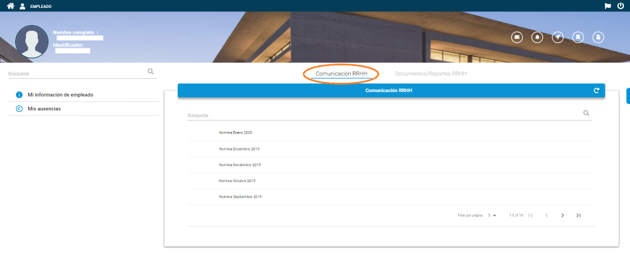 EMPLEADO
Nombre completo
Identificador:
Búsqueda
Comunicación RRHH
Documentos/Reportes RRHH
Mi información de empleado
Mis ausencias
Comunicación RRHH
Búsqueda
Nomina Enero 2020
Nomina Diciembre 2019
Nomina Noviembre 2019
Nomina Octubre 2019
Nomina Septiembre 2019
Filas por página: 5
1-5 of 16